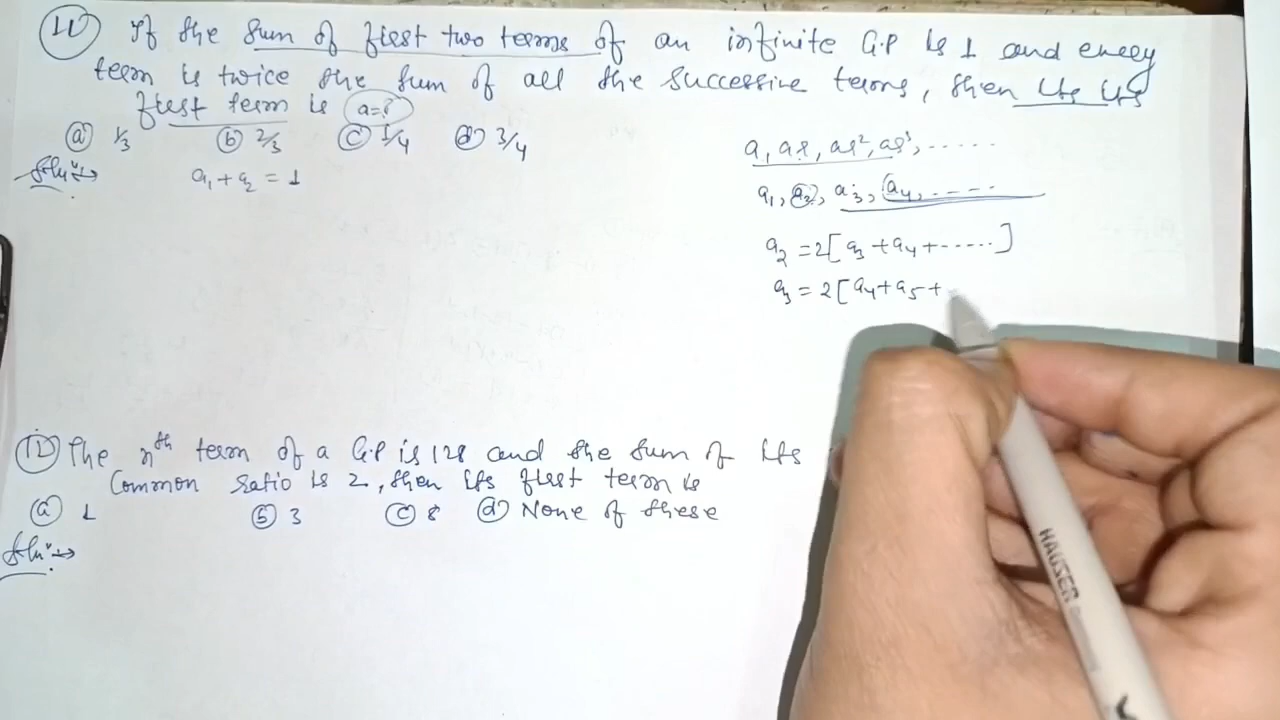 11 If the sum of first two terms of an infinite G.P is 1 and every
term is twice the sum of all the successive terms, then its its
first term is a=?
(a) 1/3 (b) 2/3 (c) 1/4 (d) 3/4
Soln →
a₁ + a₂ = 1
a, ar, ar², ar³, .....
a₁, a₂, a₃, a₄, .....
a₂ = 2[a₃ + a₄ + .....]
a₃ = 2[a₄ + a₅ +
12 The nth term of a G.P is 128 and the sum of its
Common ratio is 2, then its first term is
(a) 1 (b) 3 (c) 8 (d) None of these
Soln →
HAUSER